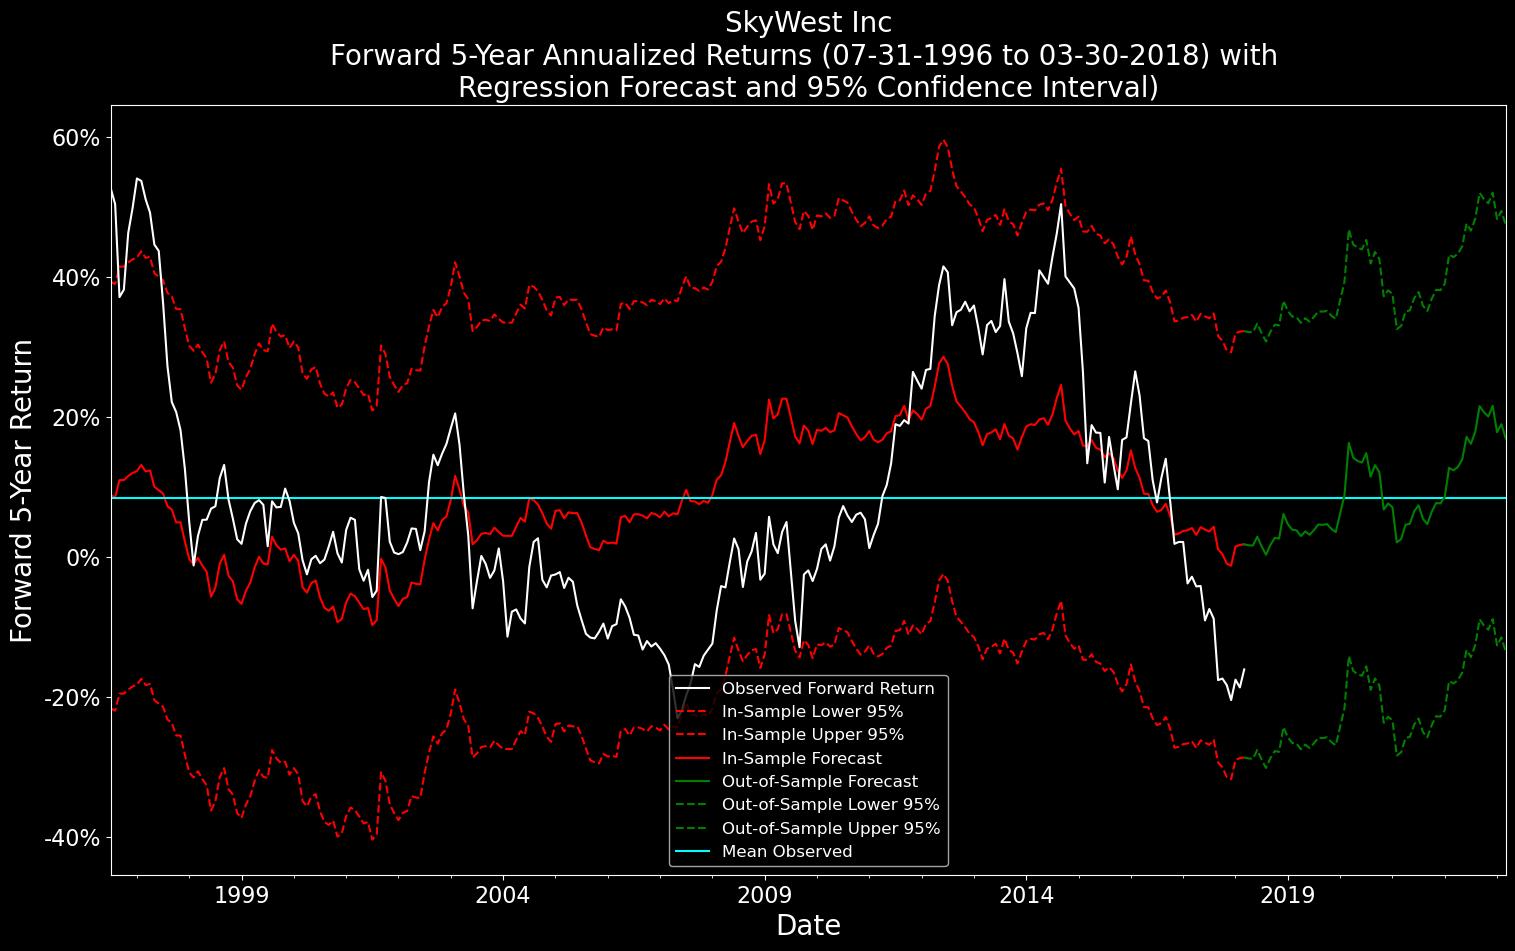 SkyWest Inc
Forward 5-Year Annualized Returns (07-31-1996 to 03-30-2018) with
Regression Forecast and 95% Confidence Interval)
Forward 5-Year Return
60%
40%
20%
0%
-20%
-40%
Observed Forward Return
In-Sample Lower 95%
In-Sample Upper 95%
In-Sample Forecast
Out-of-Sample Forecast
Out-of-Sample Lower 95%
Out-of-Sample Upper 95%
Mean Observed
1999 2004 2009 2014 2019
Date